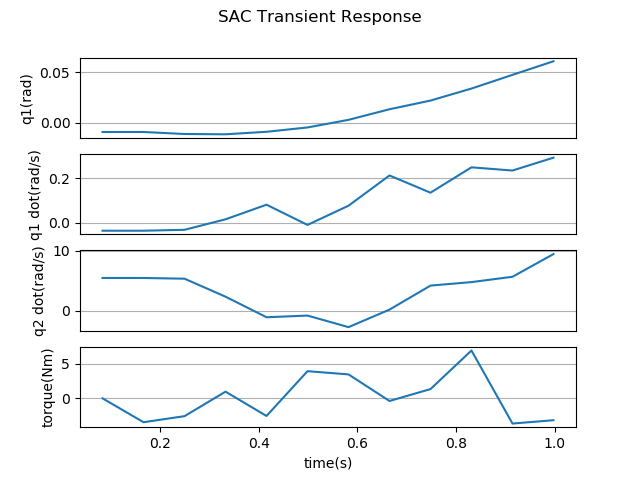 SAC Transient Response
q1(rad)
0.05
0.00
q1 dot(rad/s)
0.2
0.0
q2 dot(rad/s)
10
0
torque(Nm)
5
0
0.2 0.4 0.6 0.8 1.0
time(s)